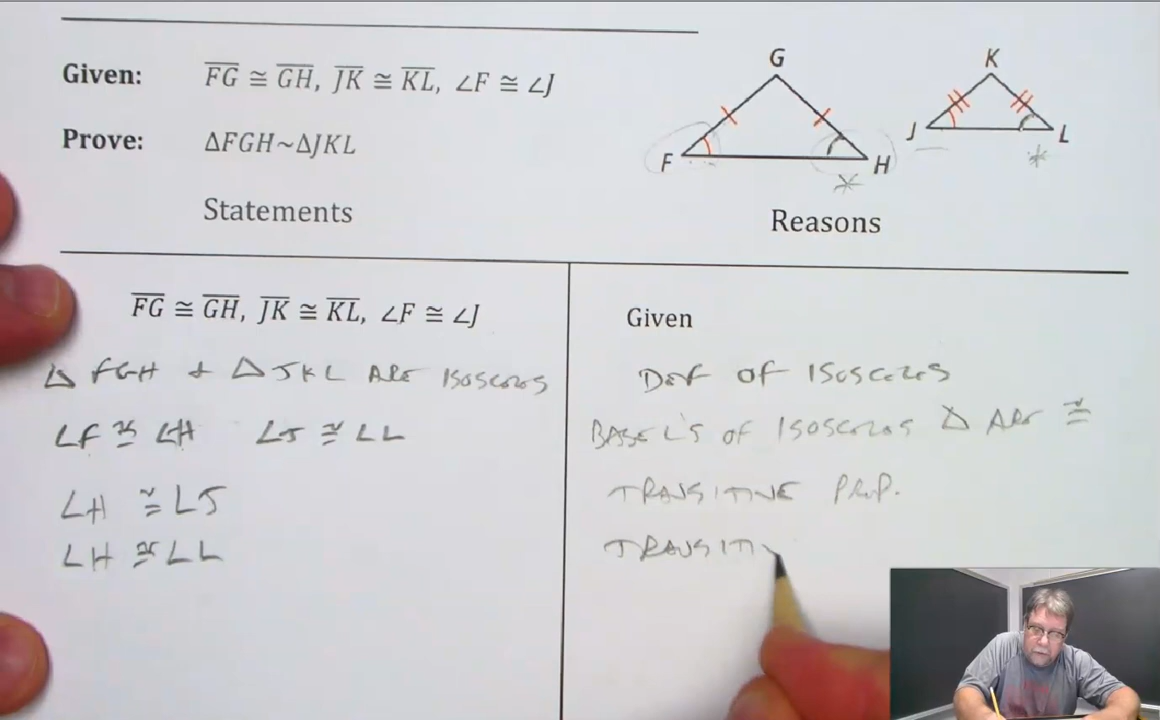 Given: FG ≅ GH, JK ≅ KL, ∠F ≅ ∠J
Prove: ΔFGH~ΔJKL
G
F
H
K
J
L
*
*
Statements
Reasons
FG ≅ GH, JK ≅ KL, ∠F ≅ ∠J
Given
Δ FGH + Δ JKL ARE ISOSCELES
DEF OF ISOSCELES
∠F ≅ ∠H ∠J ≅ ∠L
BASE ∠'S OF ISOSCELES Δ ARE ≅
∠H ≅ ∠J
TRANSITIVE PROP.
∠H ≅ ∠L
TRANSITIV